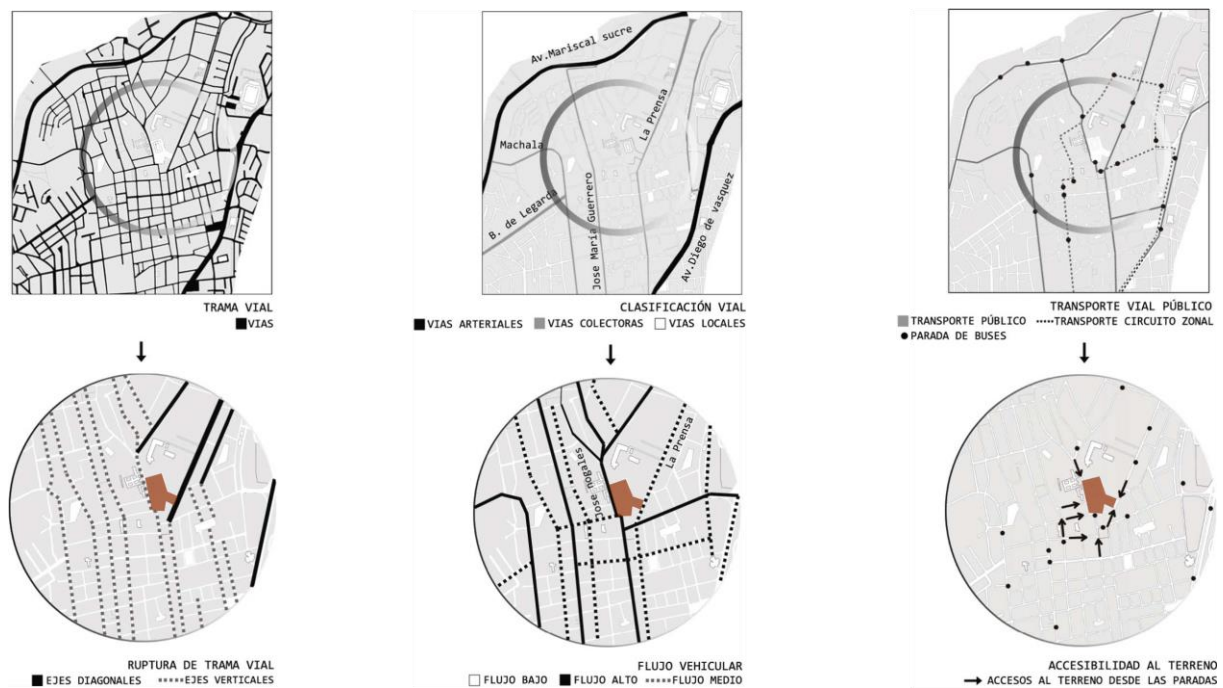 Av.Mariscal sucre
La Prensa
Machala
B. de Legarda
Jose María Guerrero
Av.Diego de vasquez
TRAMA VIAL
VIAS
CLASIFICACIÓN VIAL
VIAS ARTERIALES VIAS COLECTORAS VIAS LOCALES
TRANSPORTE VIAL PÚBLICO
TRANSPORTE PÚBLICO TRANSPORTE CIRCUITO ZONAL
PARADA DE BUSES
Jose nogales
La Prensa
RUPTURA DE TRAMA VIAL
EJES DIAGONALES EJES VERTICALES
FLUJO VEHICULAR
FLUJO BAJO FLUJO ALTO FLUJO MEDIO
ACCESIBILIDAD AL TERRENO
ACCESOS AL TERRENO DESDE LAS PARADAS